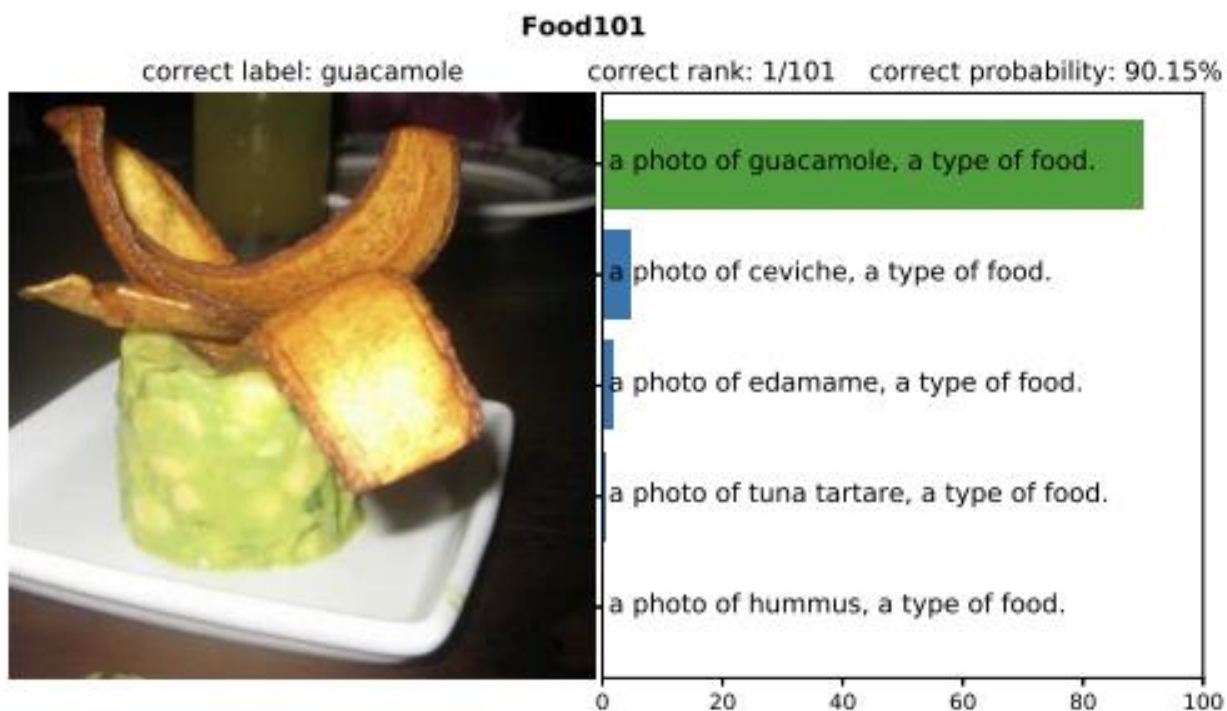 Food101
correct label: guacamole
correct rank: 1/101
correct probability: 90.15%
a photo of guacamole, a type of food.
a photo of ceviche, a type of food.
a photo of edamame, a type of food.
a photo of tuna tartare, a type of food.
a photo of hummus, a type of food.
0 20 40 60 80 100